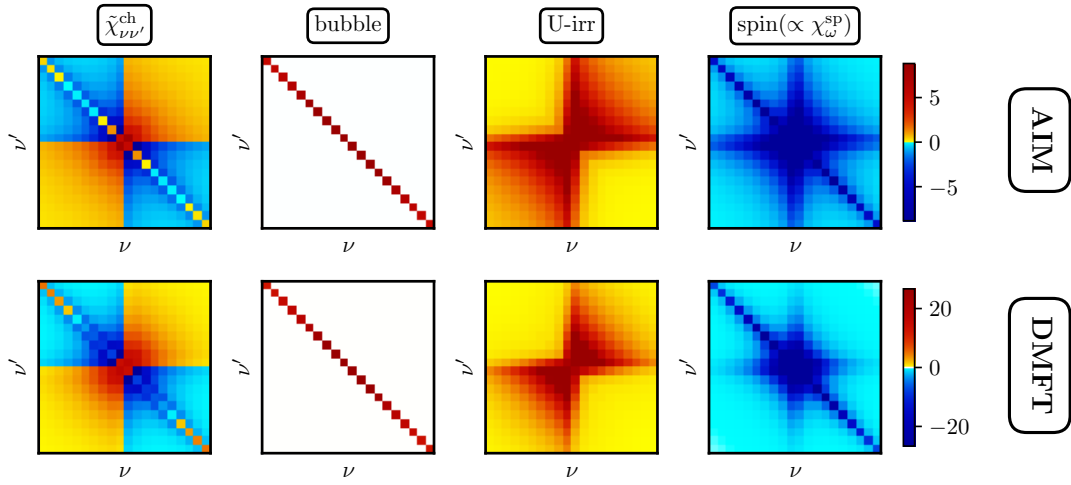 χ̃^ch_νν′ bubble U-irr spin(∝ χ^sp_ω)
ν′ ν′ ν′ ν′
5
0
−5
AIM
ν ν ν ν
ν′ ν′ ν′ ν′
20
0
−20
DMFT
ν ν ν ν